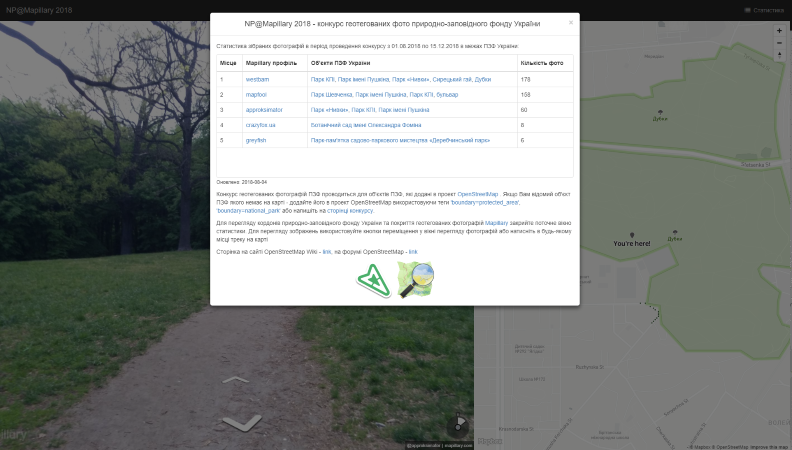 NP@Mapillary 2018
Статистика
NP@Mapillary 2018 - конкурс геотегованих фото природно-заповідного фонду України
×
Статистика зібраних фотографій в період проведення конкурсу з 01.06.2018 по 15.12.2018 в межах ПЗФ України:
Місце Mapillary профіль Об'єкти ПЗФ України Кількість фото
1 westbam Парк КПІ, Парк імені Пушкіна, Парк «Нивки», Сирецький гай, Дубки 178
2 mapfool Парк Шевченка, Парк імені Пушкіна, Парк КПІ, бульвар 158
3 approksimator Парк «Нивки», Парк КПІ, Парк імені Пушкіна 60
4 crazyfox.ua Ботанічний сад імені Олександра Фоміна 6
5 greyfish Парк-пам'ятка садово-паркового мистецтва «Деребчинський парк» 5
Оновлено: 2018-06-04
Конкурс геотегованих фотографій ПЗФ проводиться для об'єктів ПЗФ, які додані в проект OpenStreetMap . Якщо Вам відомий об'єкт
ПЗФ якого немає на карті - додайте його в проект OpenStreetMap використовуючи теги 'boundary=protected_area',
'boundary=national_park' або напишіть на сторінці конкурсу.
Для перегляду кордонів природно-заповідного фонду України та покриття геотегованих фотографій Mapillary закрийте поточне вікно
статистики. Для перегляду зображень використовуйте кнопки переміщення у вікні перегляду фотографій або натисніть в будь-якому
місці треку на карті.
Сторінка на сайті OpenStreetMap Wiki - link, на форумі OpenStreetMap - link
Дубки
You're here!
Дубки
@approksimator | mapillary.com
© Mapbox © OpenStreetMap Improve this map